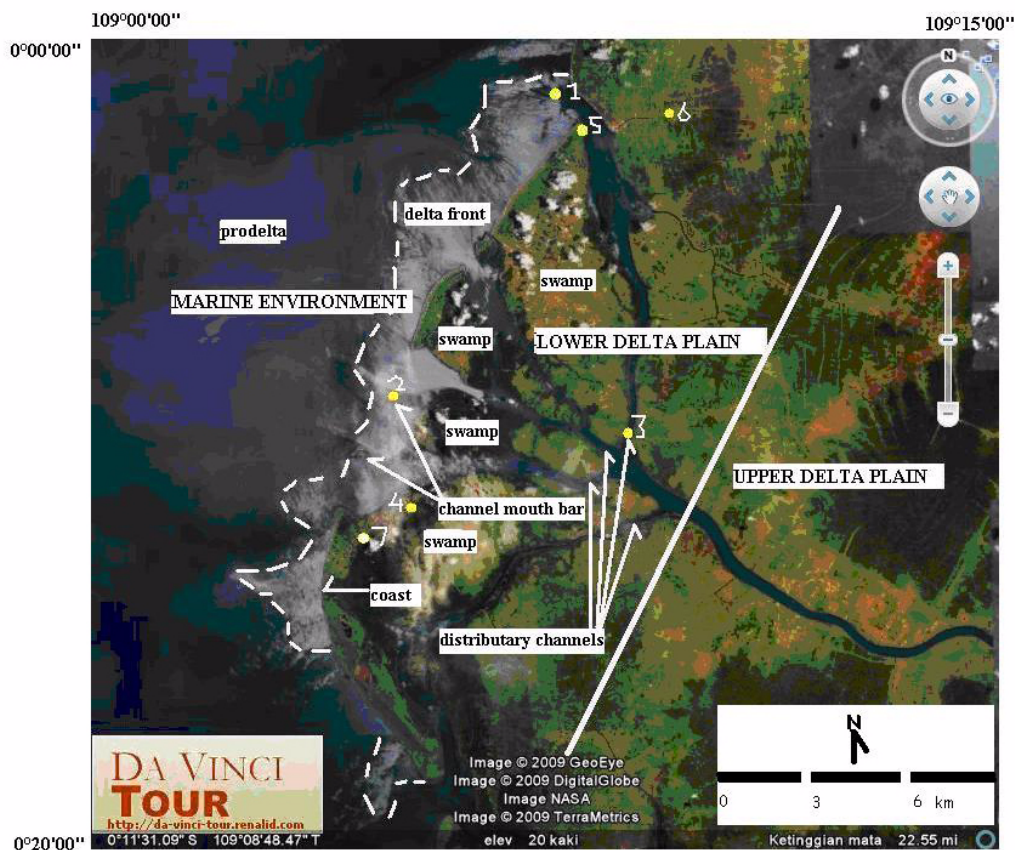 109°00'00"
109°15'00"
0°00'00"
N
1
6
5
delta front
prodelta
swamp
MARINE ENVIRONMENT
swamp
LOWER DELTA PLAIN
2
swamp
3
UPPER DELTA PLAIN
channel mouth bar
4
7
swamp
coast
distributary channels
N
0 3 6 km
DA VINCI
TOUR
http://da-vinci-tour.renalid.com
Image © 2009 GeoEye
Image © 2009 DigitalGlobe
Image NASA
Image © 2009 TerraMetrics
0°20'00"
0°11'31.09" S 109°08'48.47" T elev 20 kaki Ketinggian mata 22.55 mi